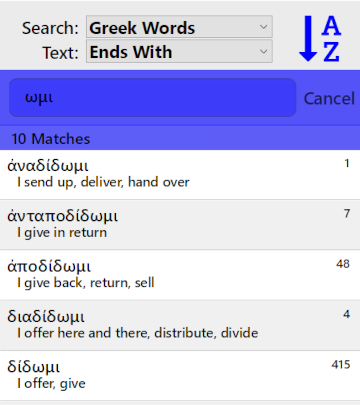 Search: Greek Words
Text: Ends With
A
Z
ωμι
Cancel
10 Matches
ἀναδίδωμι 1
I send up, deliver, hand over
ἀνταποδίδωμι 7
I give in return
ἀποδίδωμι 48
I give back, return, sell
διαδίδωμι 4
I offer here and there, distribute, divide
δίδωμι 415
I offer, give